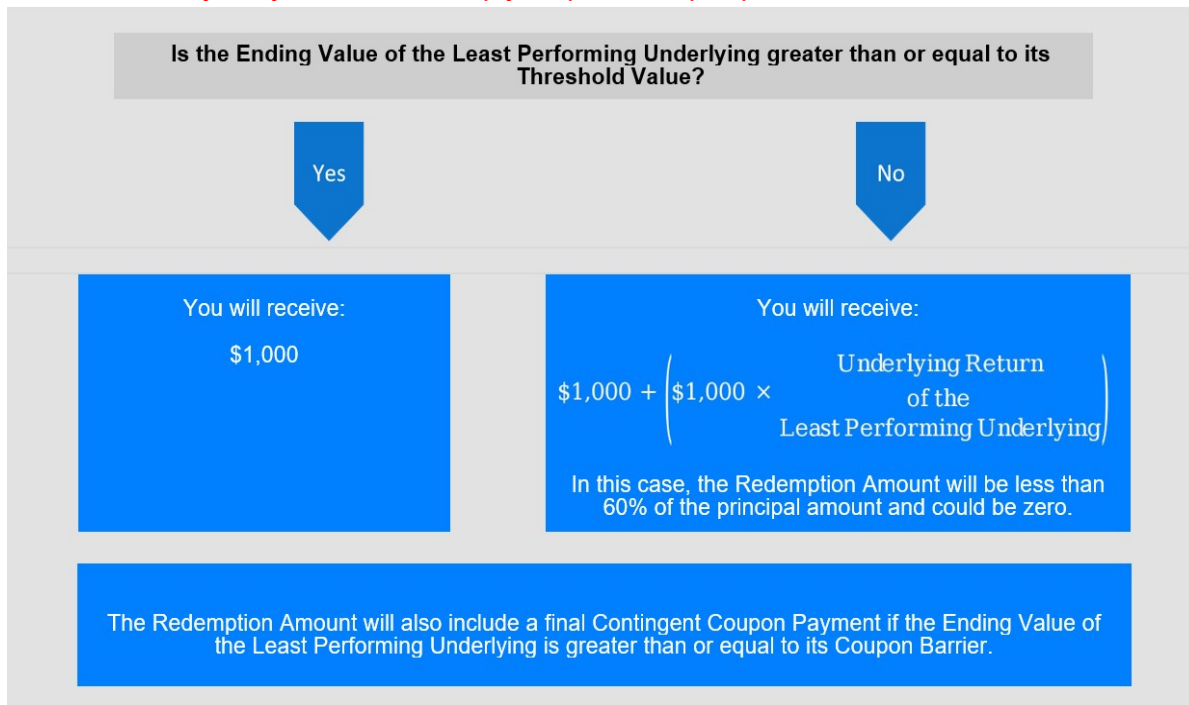 Is the Ending Value of the Least Performing Underlying greater than or equal to its
Threshold Value?
Yes
No
You will receive:
$1,000
You will receive:
$1,000 + ($1,000 × Underlying Return
of the
Least Performing Underlying)
In this case, the Redemption Amount will be less than
60% of the principal amount and could be zero.
The Redemption Amount will also include a final Contingent Coupon Payment if the Ending Value of
the Least Performing Underlying is greater than or equal to its Coupon Barrier.